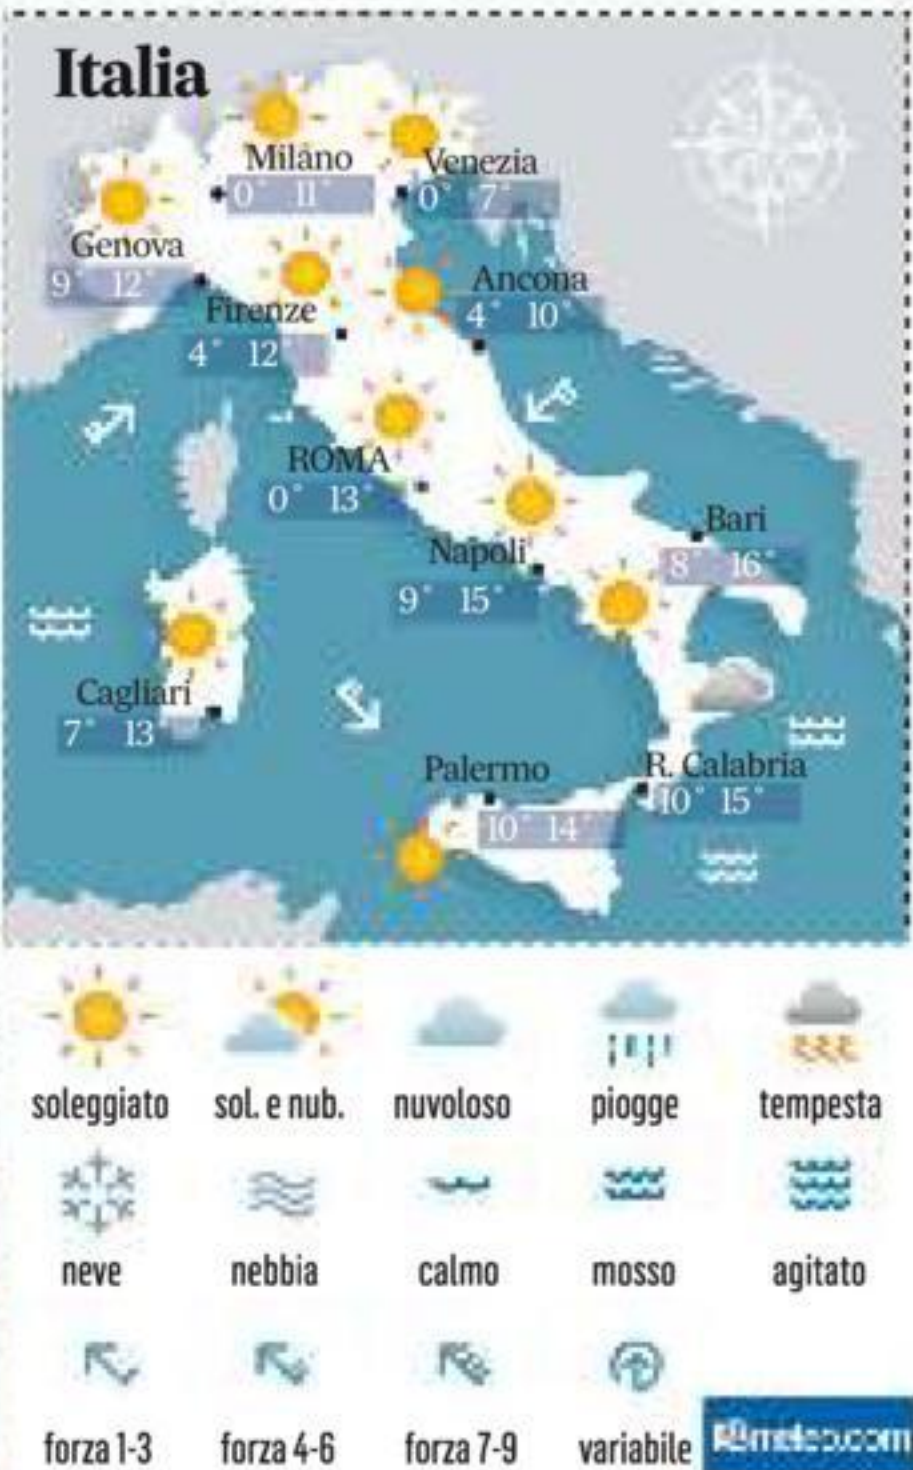 Italia
Milano
0° 11°
Venezia
0° 7°
Genova
9° 12°
Firenze
4° 12°
Ancona
4° 10°
ROMA
0° 13°
Napoli
9° 15°
Bari
8° 16°
Cagliari
7° 13°
Palermo
10° 14°
R. Calabria
10° 15°
soleggiato sol. e nub. nuvoloso piogge tempesta
neve nebbia calmo mosso agitato
forza 1-3 forza 4-6 forza 7-9 variabile